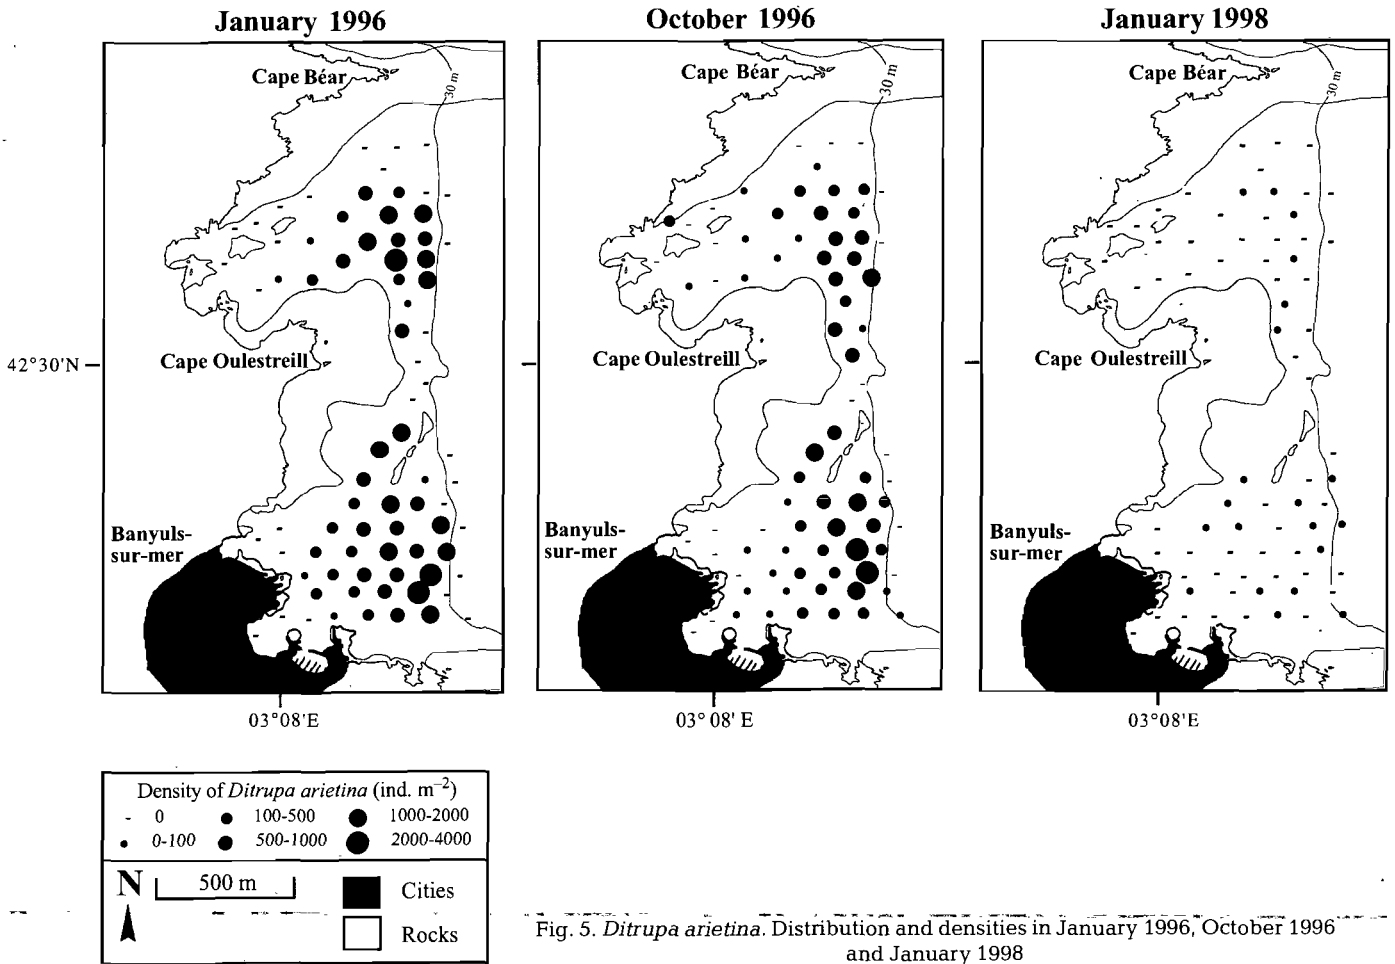 January 1996
October 1996
January 1998
Cape Béar
30 m
Cape Oulestreill
Banyuls-
sur-mer
42°30'N
03°08'E
Cape Béar
30 m
Cape Oulestreill
Banyuls-
sur-mer
03°08'E
Cape Béar
30 m
Cape Oulestreill
Banyuls-
sur-mer
03°08'E
Density of Ditrupa arietina (ind. m⁻²)
0 100-500 1000-2000
0-100 500-1000 2000-4000
N 500 m Cities
Rocks
Fig. 5. Ditrupa arietina. Distribution and densities in January 1996, October 1996
and January 1998